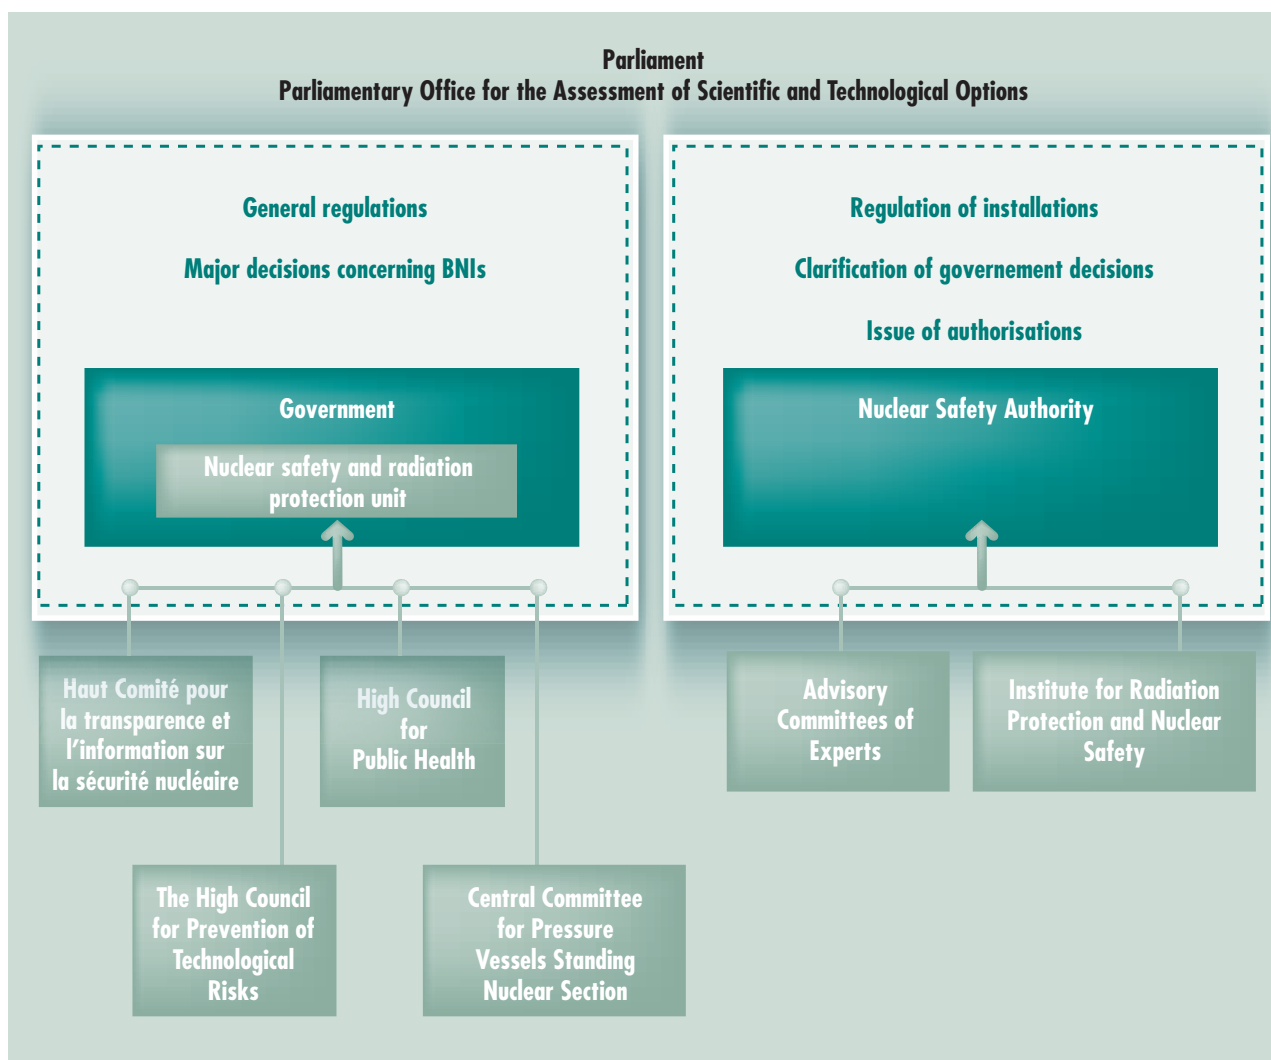 Parliament
Parliamentary Office for the Assessment of Scientific and Technological Options
General regulations
Major decisions concerning BNIs
Government
Nuclear safety and radiation
protection unit
Regulation of installations
Clarification of governement decisions
Issue of authorisations
Nuclear Safety Authority
Haut Comité pour
la transparence et
l'information sur
la sécurité nucléaire
High Council
for
Public Health
Advisory
Committees of
Experts
Institute for Radiation
Protection and Nuclear
Safety
The High Council
for Prevention of
Technological
Risks
Central Committee
for Pressure
Vessels Standing
Nuclear Section